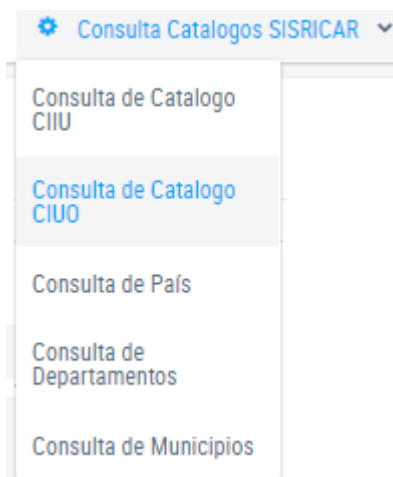 Consulta Catalogos SISRICAR
Consulta de Catalogo
CIIU
Consulta de Catalogo
CIUO
Consulta de País
Consulta de
Departamentos
Consulta de Municipios